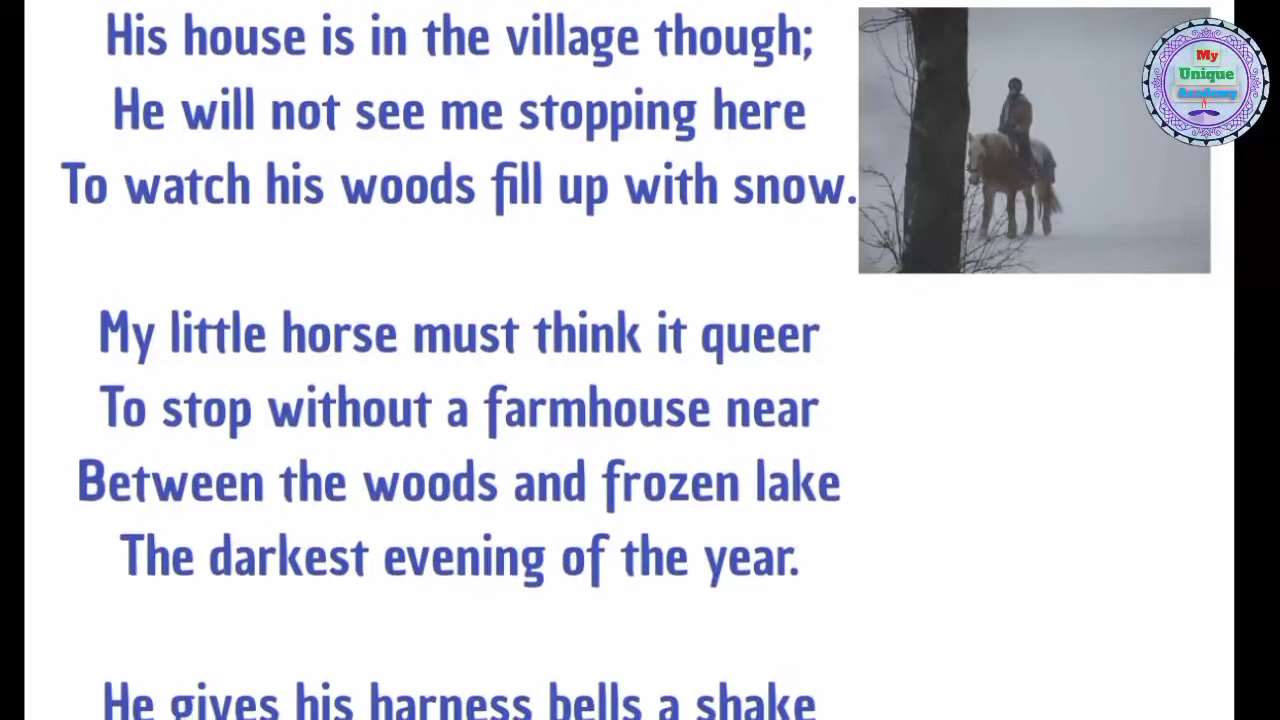 His house is in the village though;
He will not see me stopping here
To watch his woods fill up with snow.
My little horse must think it queer
To stop without a farmhouse near
Between the woods and frozen lake
The darkest evening of the year.
He gives his harness bells a shake
My
Unique
Academy